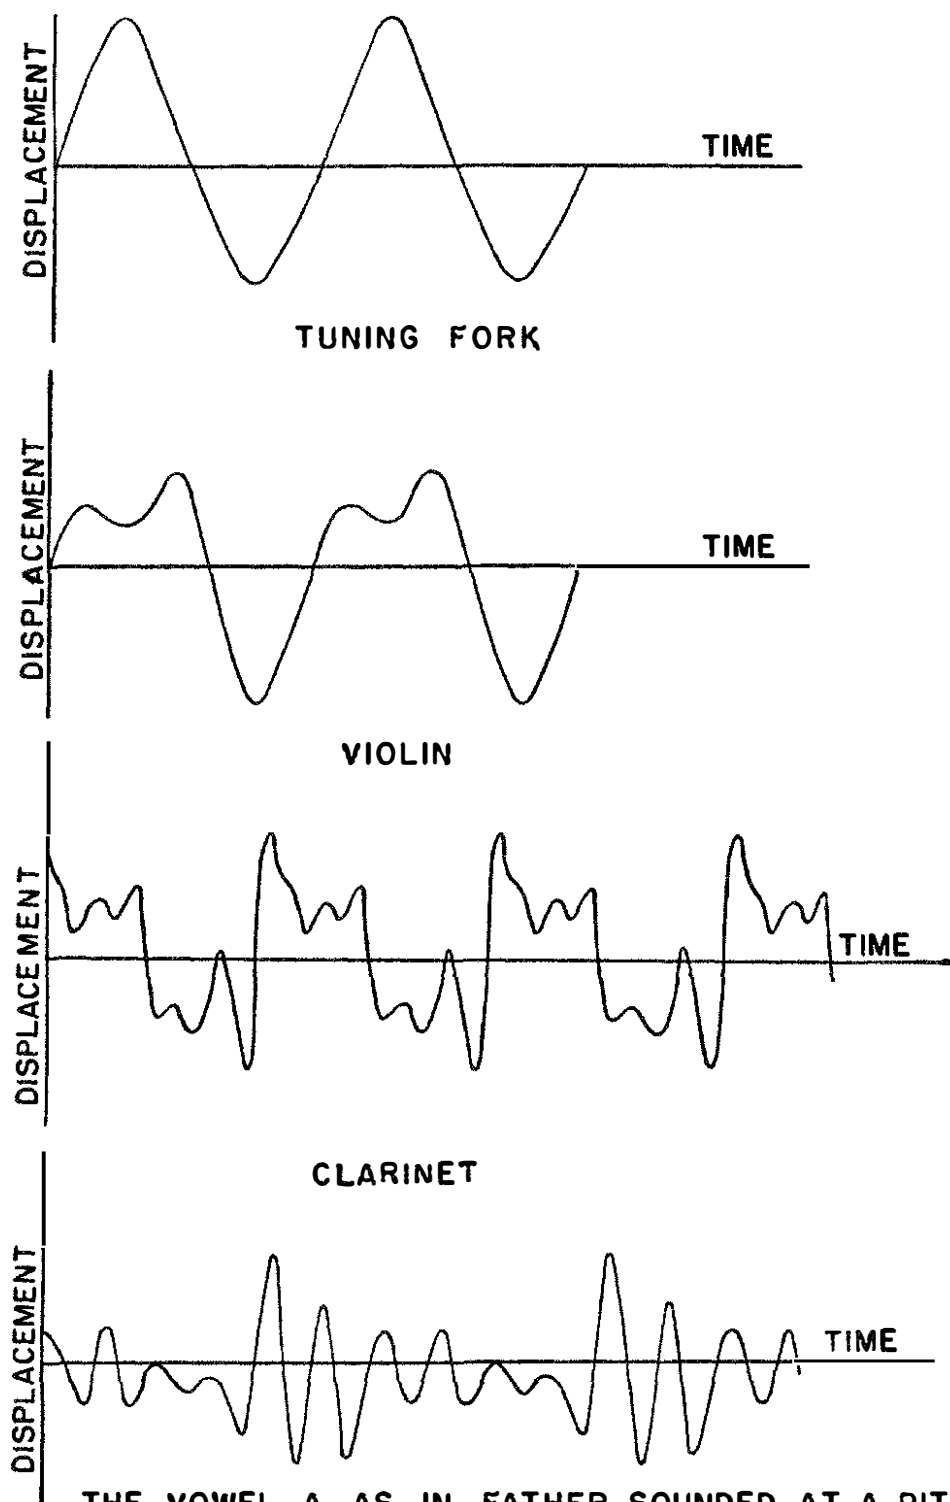 DISPLACEMENT
TIME
TUNING FORK
DISPLACEMENT
TIME
VIOLIN
DISPLACEMENT
TIME
CLARINET
DISPLACEMENT
TIME
THE VOWEL A AS IN FATHER SOUNDED AT A PIT